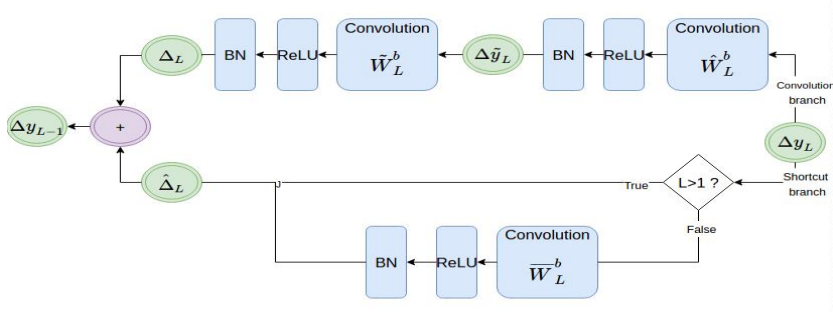 Convolution
Δ_L BN ReLU W̃_L^b Δỹ_L BN ReLU Convolution Ŵ_L^b
Convolution
branch
Δy_{L-1} + Δy_L
Δ̂_L J True L>1 ? Shortcut
branch
False
Convolution
BN ReLU W̅_L^b